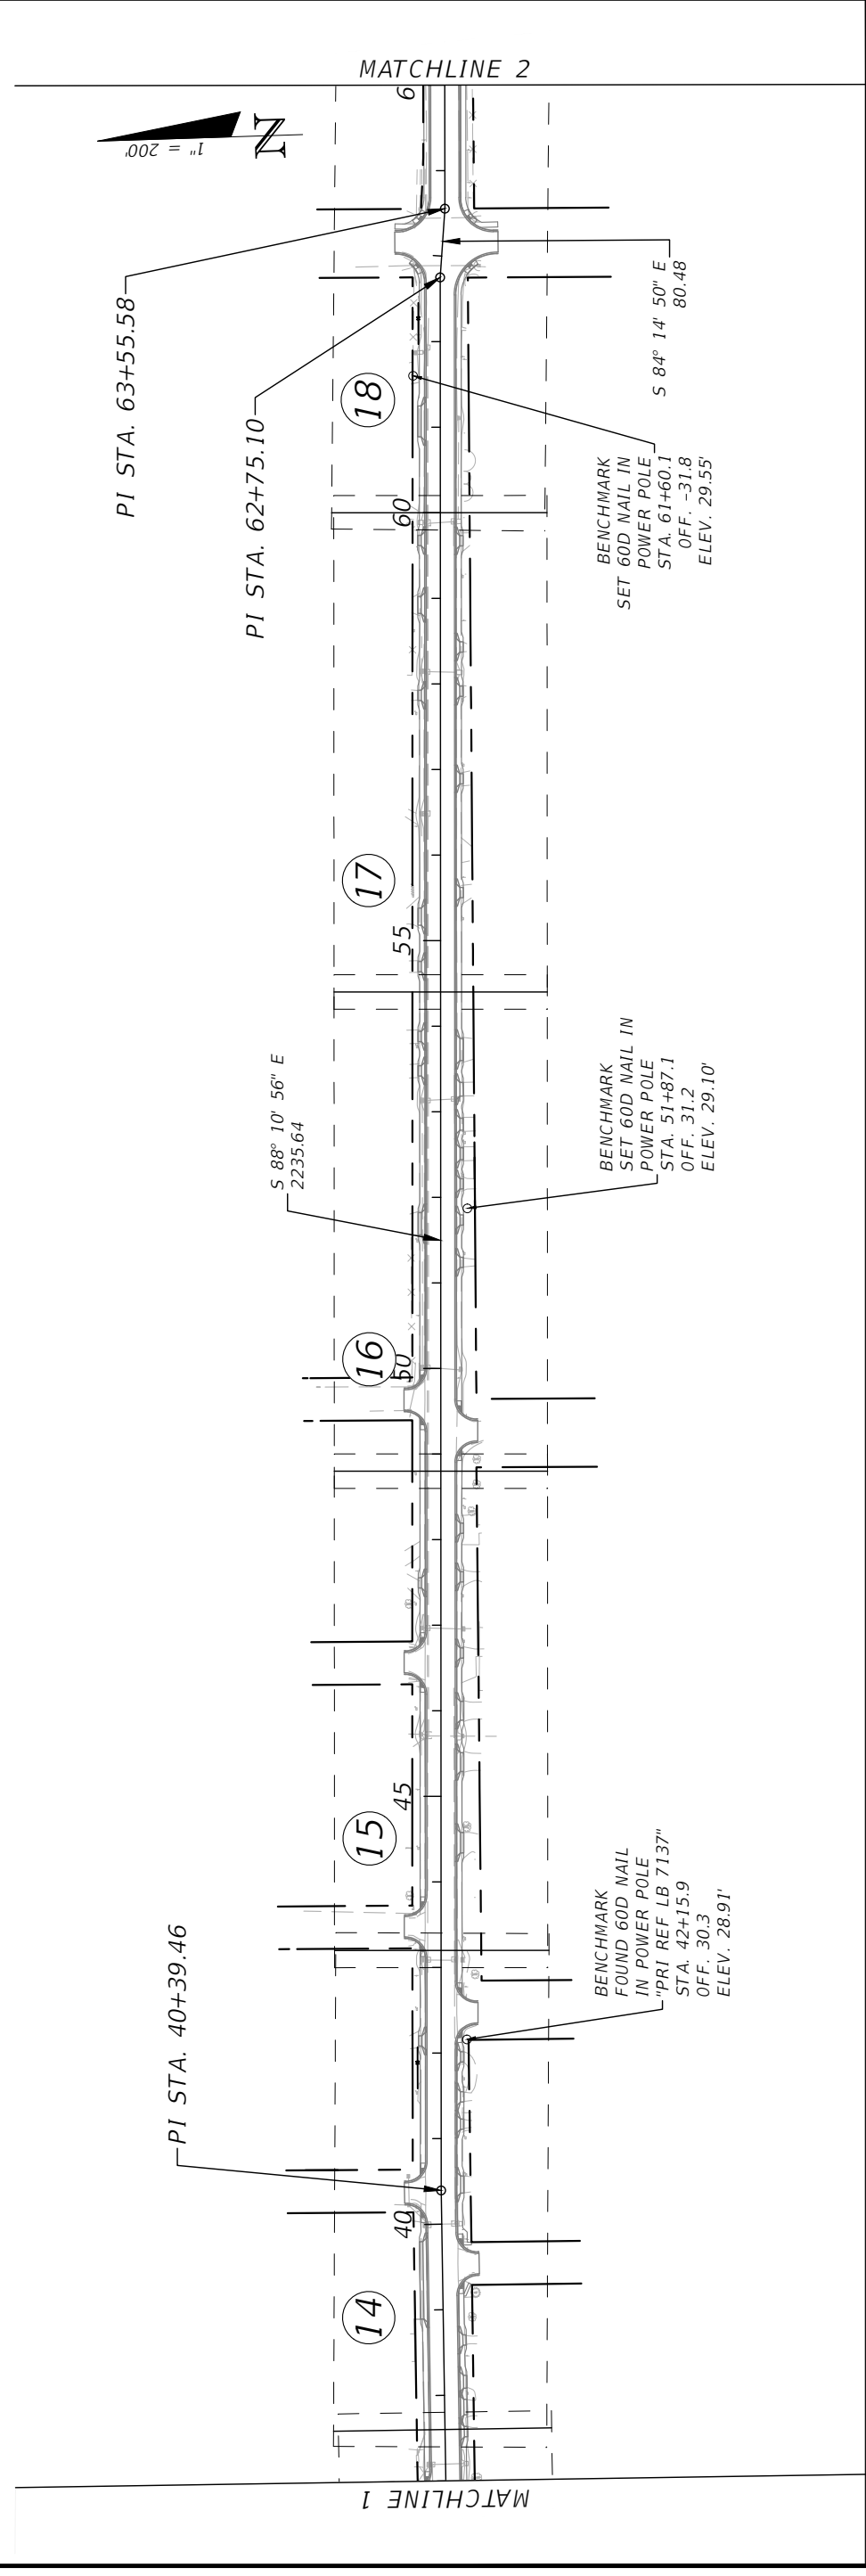 MATCHLINE 2
N
1" = 200'
6
PI STA. 63+55.58
PI STA. 62+75.10
S 84° 14' 50" E
80.48
18
BENCHMARK
SET 60D NAIL IN
POWER POLE
STA. 61+60.1
OFF. -31.8
ELEV. 29.55'
60
17
55
S 88° 10' 56" E
2235.64
BENCHMARK
SET 60D NAIL IN
POWER POLE
STA. 51+87.1
OFF. 31.2
ELEV. 29.10'
16
50
15
45
BENCHMARK
FOUND 60D NAIL
IN POWER POLE
"PRI REF LB 7137"
STA. 42+15.9
OFF. 30.3
ELEV. 28.91'
PI STA. 40+39.46
40
14
MATCHLINE 1